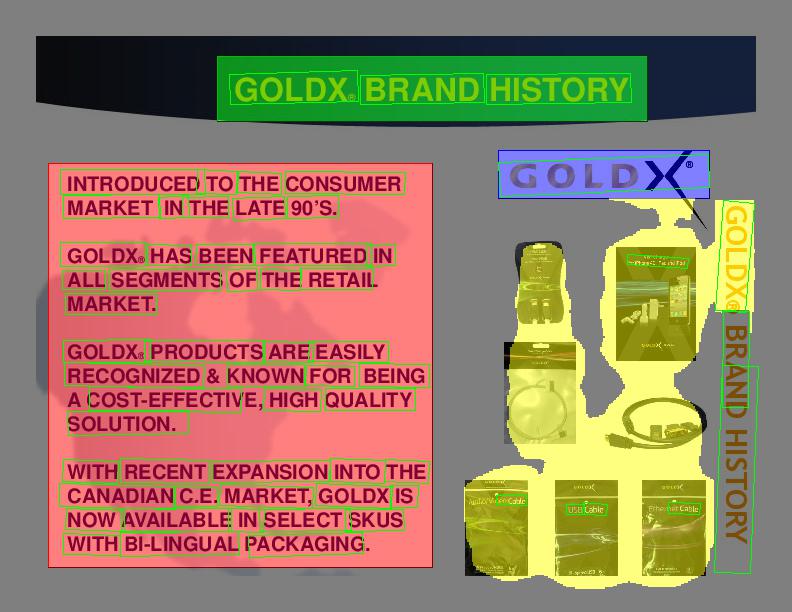 GOLDX® BRAND HISTORY
INTRODUCED TO THE CONSUMER
MARKET IN THE LATE 90'S.
GOLDX® HAS BEEN FEATURED IN
ALL SEGMENTS OF THE RETAIL
MARKET.
GOLDX® PRODUCTS ARE EASILY
RECOGNIZED & KNOWN FOR BEING
A COST-EFFECTIVE, HIGH QUALITY
SOLUTION.
WITH RECENT EXPANSION INTO THE
CANADIAN C.E. MARKET, GOLDX IS
NOW AVAILABLE IN SELECT SKUS
WITH BI-LINGUAL PACKAGING.
GOLDX®
Audio/Video Cable
USB Cable
Ethernet Cable
GOLDX® BRAND HISTORY